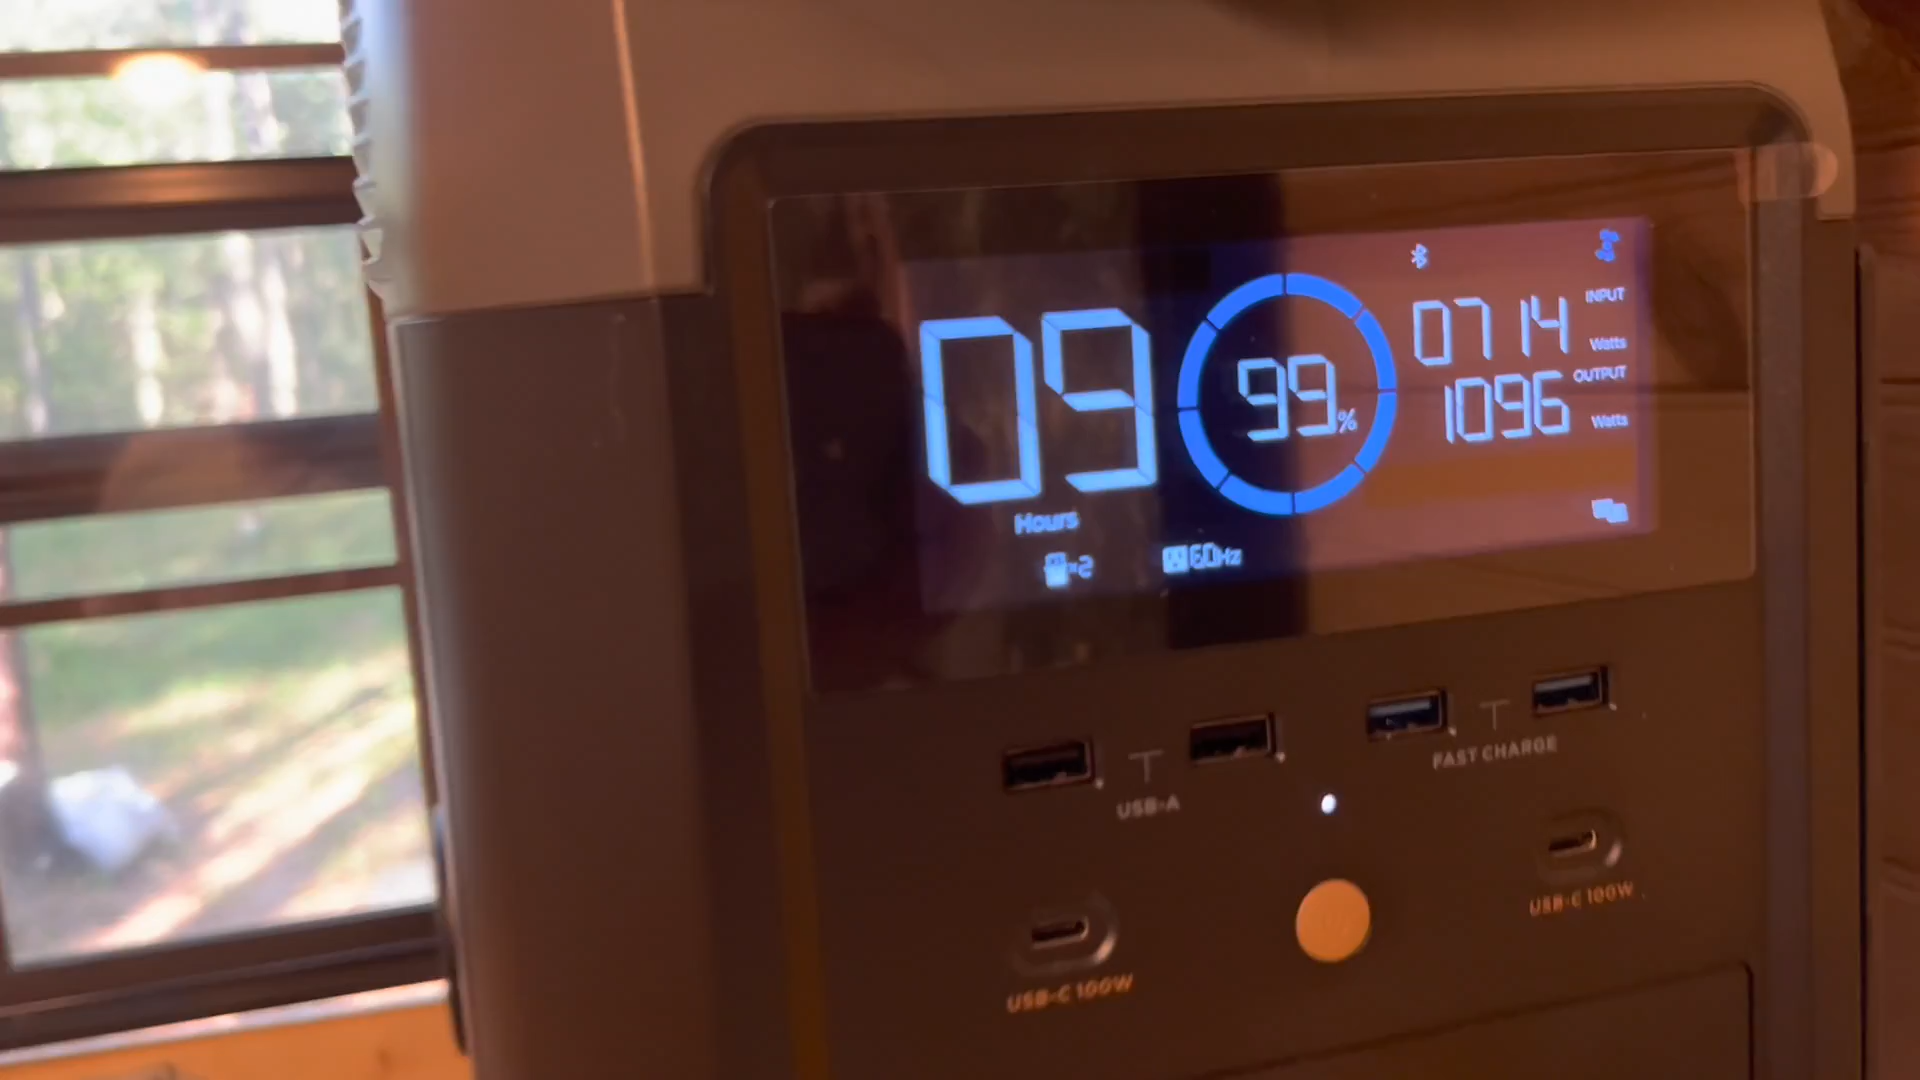 09
Hours
×2
60Hz
99%
0714
INPUT
Watts
1096
OUTPUT
Watts
USB-A
FAST CHARGE
USB-C 100W
USB-C 100W